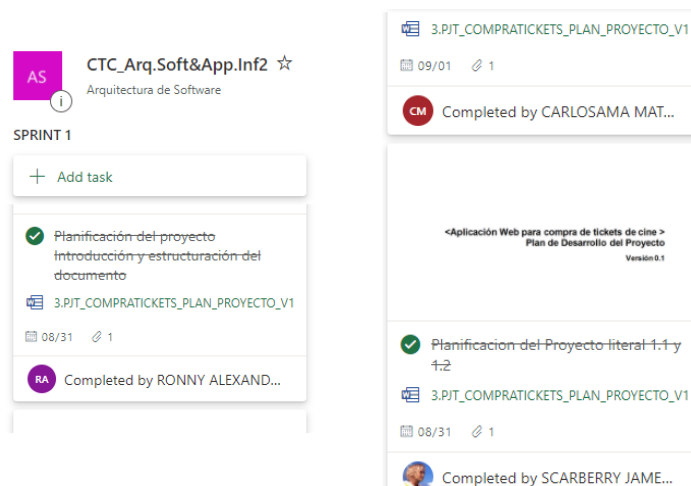 AS
CTC_Arq.Soft&App.Inf2
Arquitectura de Software
i
SPRINT 1
Add task
Planificación del proyecto
Introducción y estructuración del
documento
3.PJT_COMPRATICKETS_PLAN_PROYECTO_V1
08/31 1
RA Completed by RONNY ALEXAND...
3.PJT_COMPRATICKETS_PLAN_PROYECTO_V1
09/01 1
CM Completed by CARLOSAMA MAT...
<Aplicación Web para compra de tickets de cine >
Plan de Desarrollo del Proyecto
Versión 0.1
Planificacion del Proyecto literal 1.1 y
1.2
3.PJT_COMPRATICKETS_PLAN_PROYECTO_V1
08/31 1
Completed by SCARBERRY JAME...